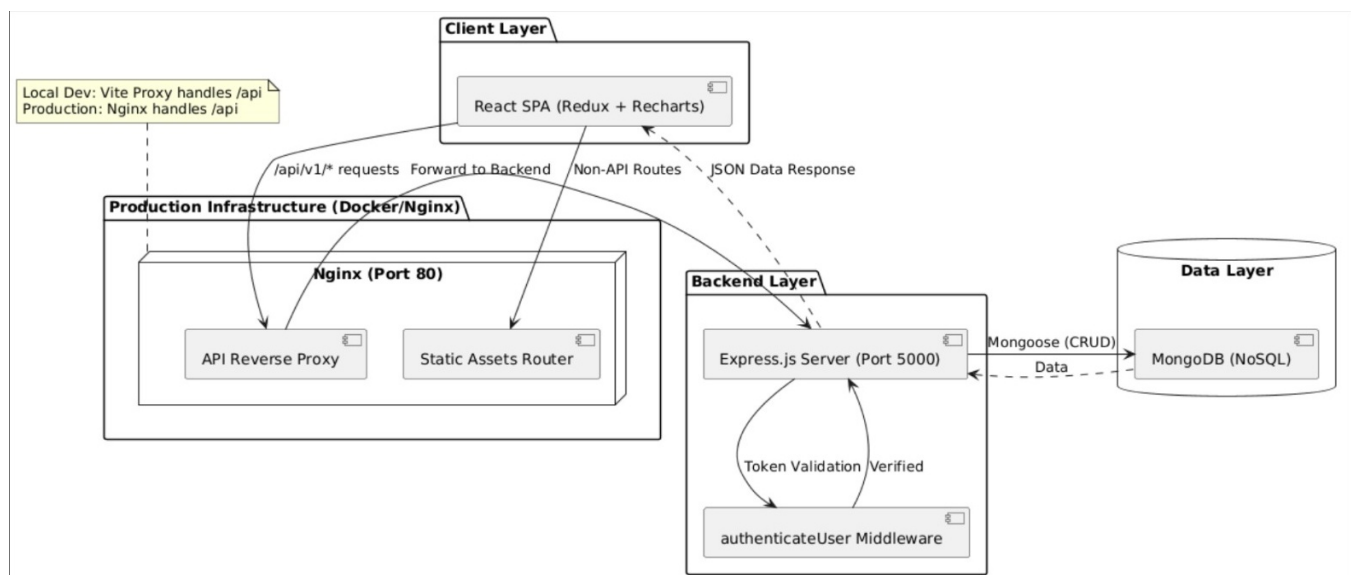 Client Layer
React SPA (Redux + Recharts)
Local Dev: Vite Proxy handles /api
Production: Nginx handles /api
/api/v1/* requests
Forward to Backend
Non-API Routes
JSON Data Response
Production Infrastructure (Docker/Nginx)
Nginx (Port 80)
API Reverse Proxy
Static Assets Router
Backend Layer
Express.js Server (Port 5000)
Token Validation
Verified
authenticateUser Middleware
Mongoose (CRUD)
Data
Data Layer
MongoDB (NoSQL)